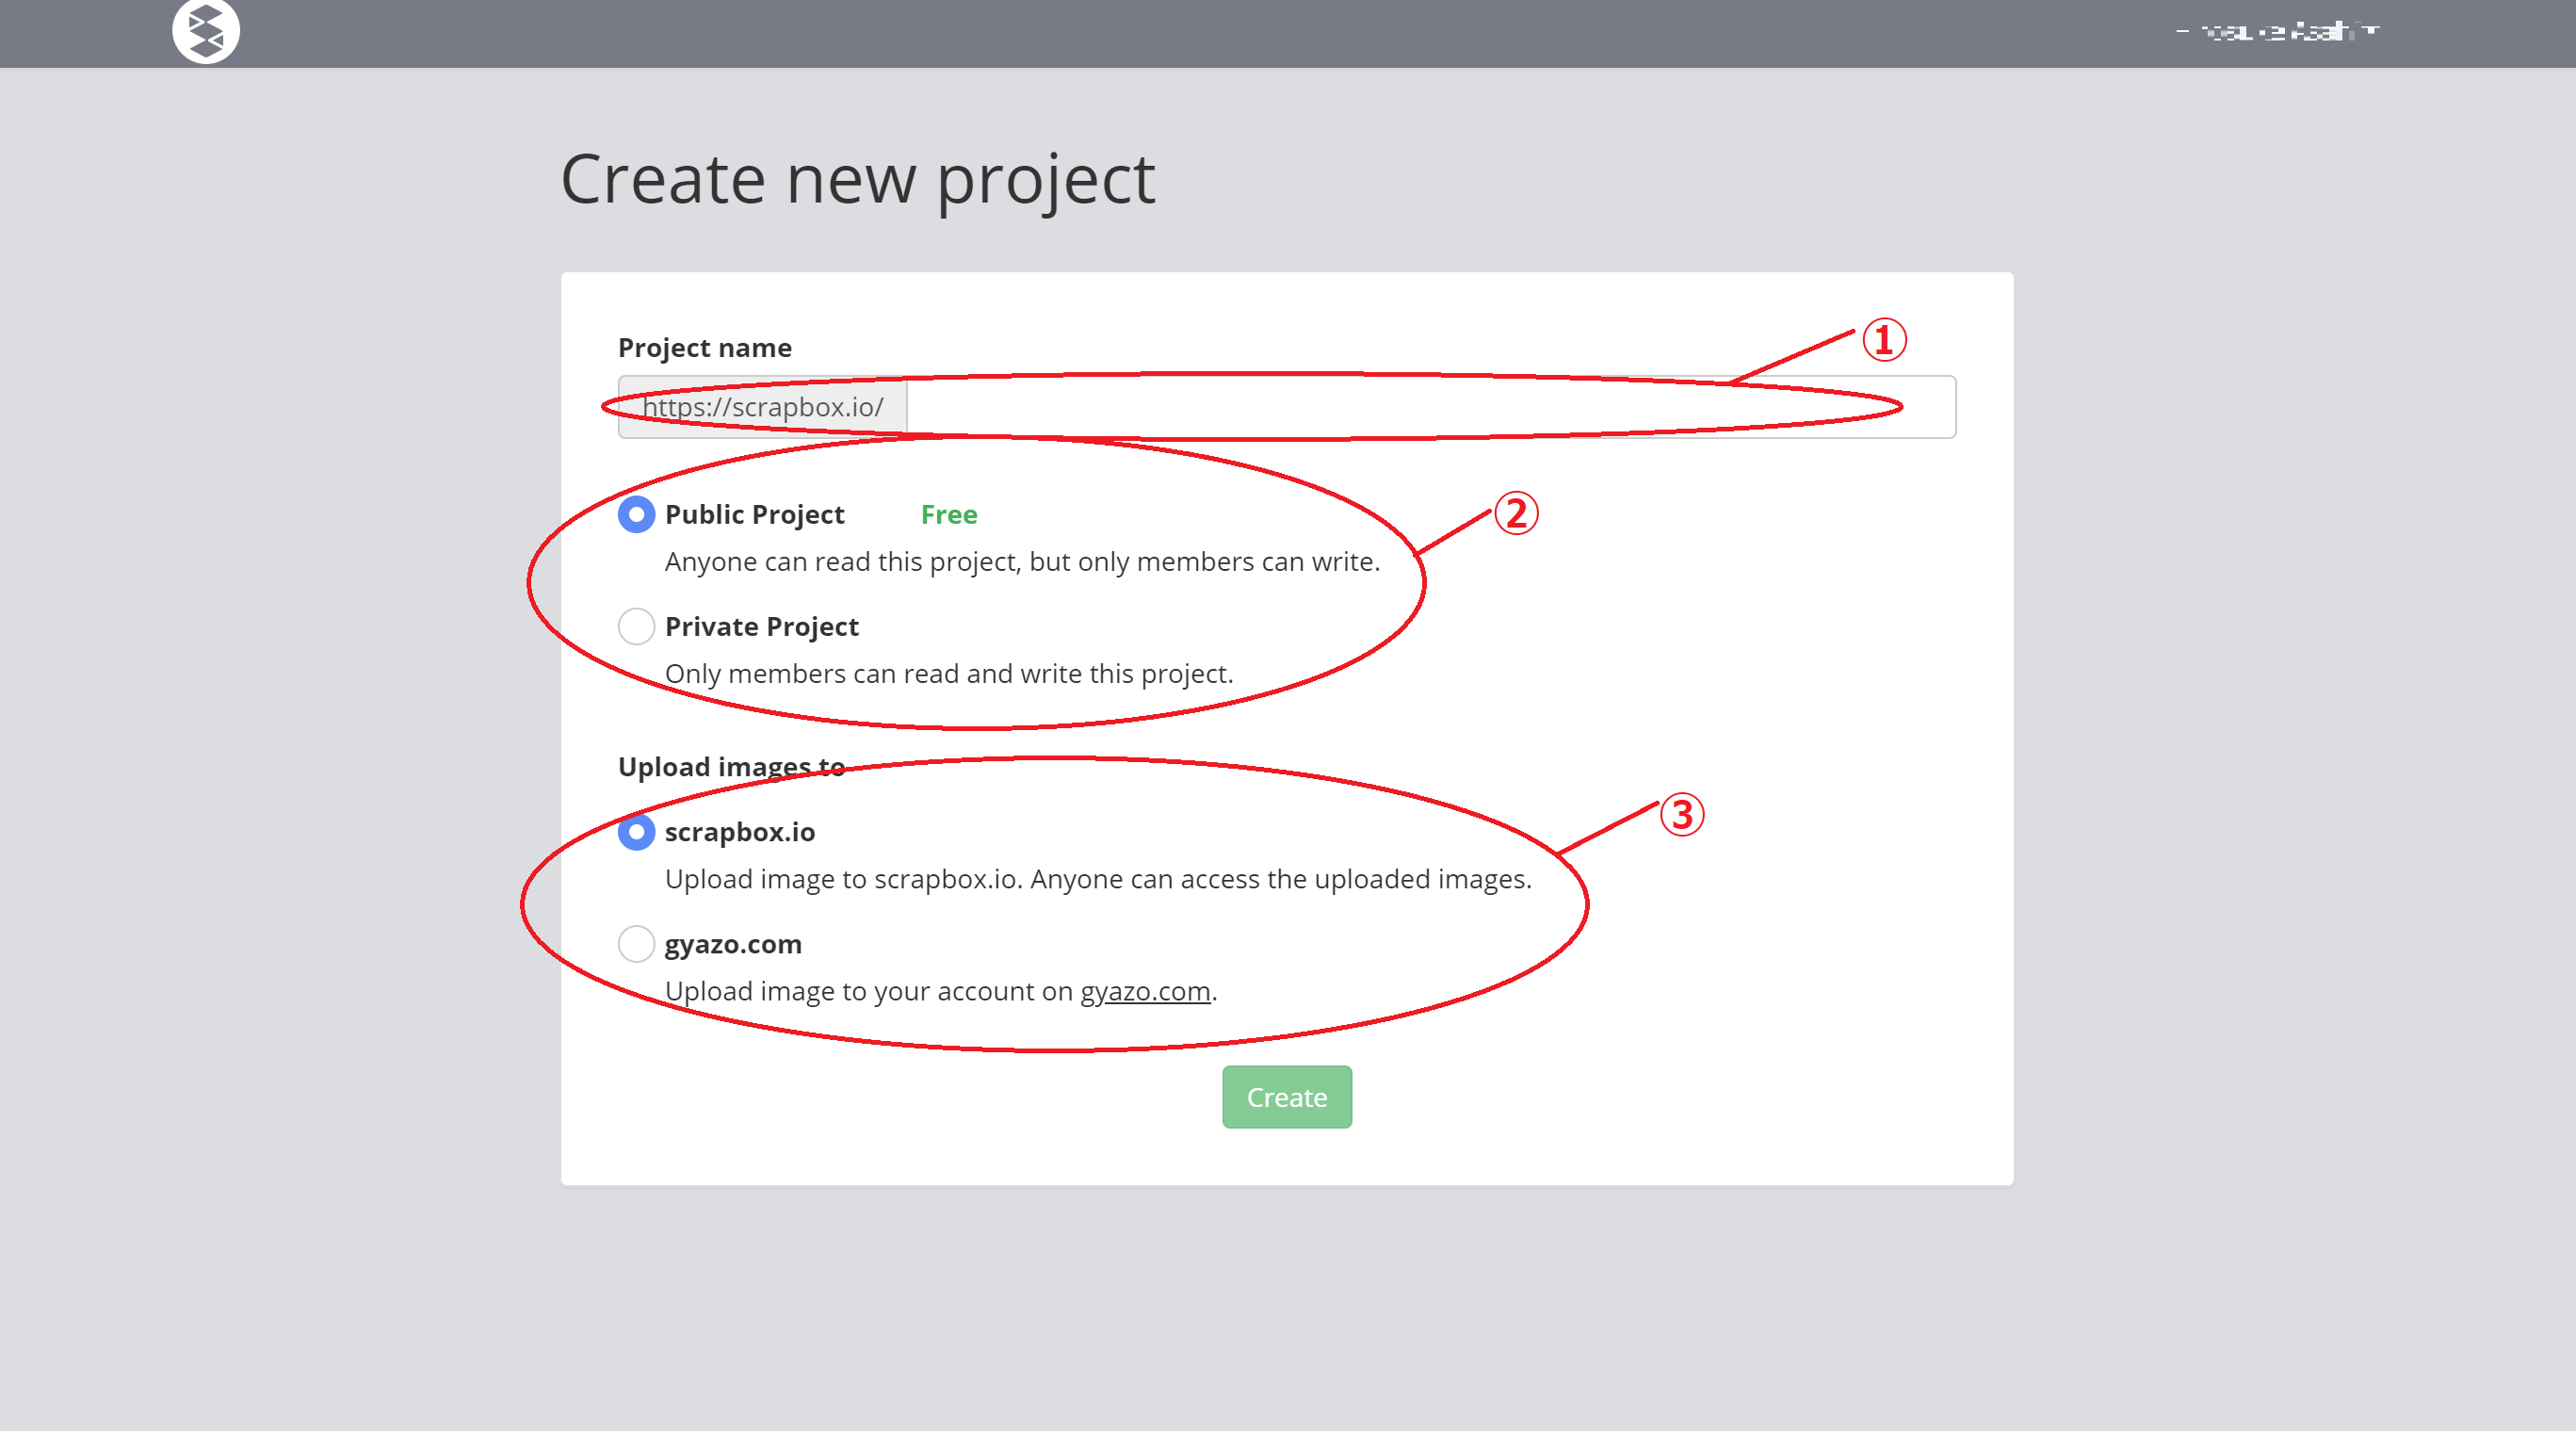 Create new project
Project name
①
https://scrapbox.io/
Public Project Free
②
Anyone can read this project, but only members can write.
Private Project
Only members can read and write this project.
Upload images to
③
scrapbox.io
Upload image to scrapbox.io. Anyone can access the uploaded images.
gyazo.com
Upload image to your account on gyazo.com.
Create